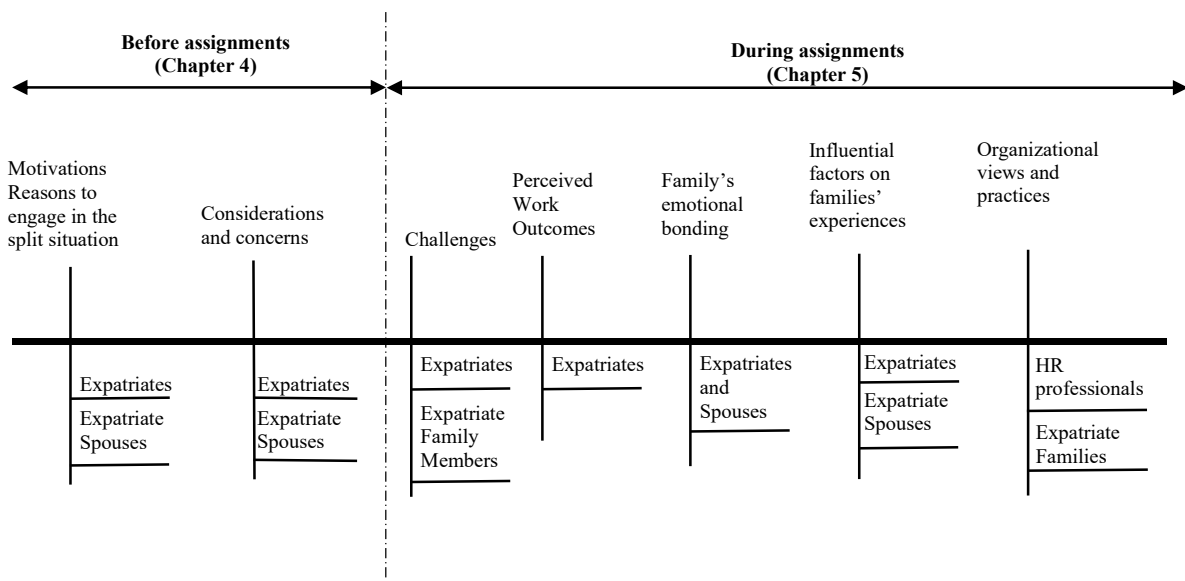 Before assignments
(Chapter 4)
During assignments
(Chapter 5)
Motivations
Reasons to
engage in the
split situation
Considerations
and concerns
Challenges
Perceived
Work
Outcomes
Family’s
emotional
bonding
Influential
factors on
families’
experiences
Organizational
views and
practices
Expatriates
Expatriate
Spouses
Expatriates
Expatriate
Spouses
Expatriates
Expatriate
Family
Members
Expatriates
Expatriates
and
Spouses
Expatriates
Expatriate
Spouses
HR
professionals
Expatriate
Families